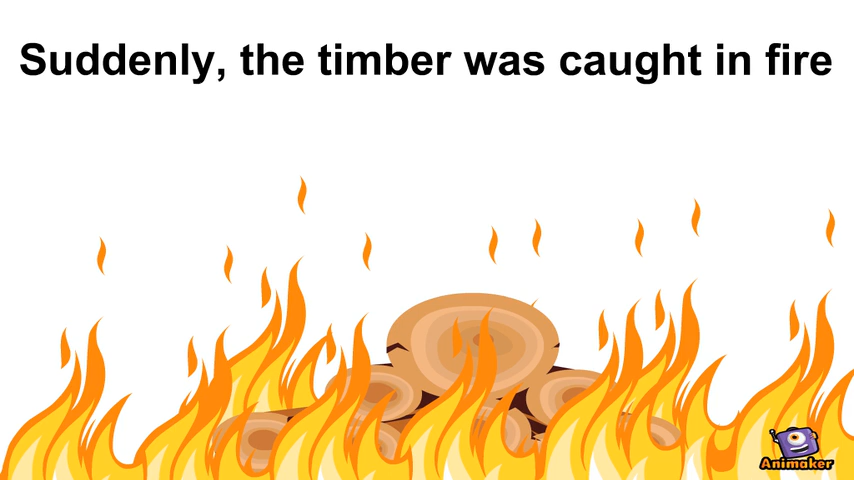 Suddenly, the timber was caught in fire
Animaker